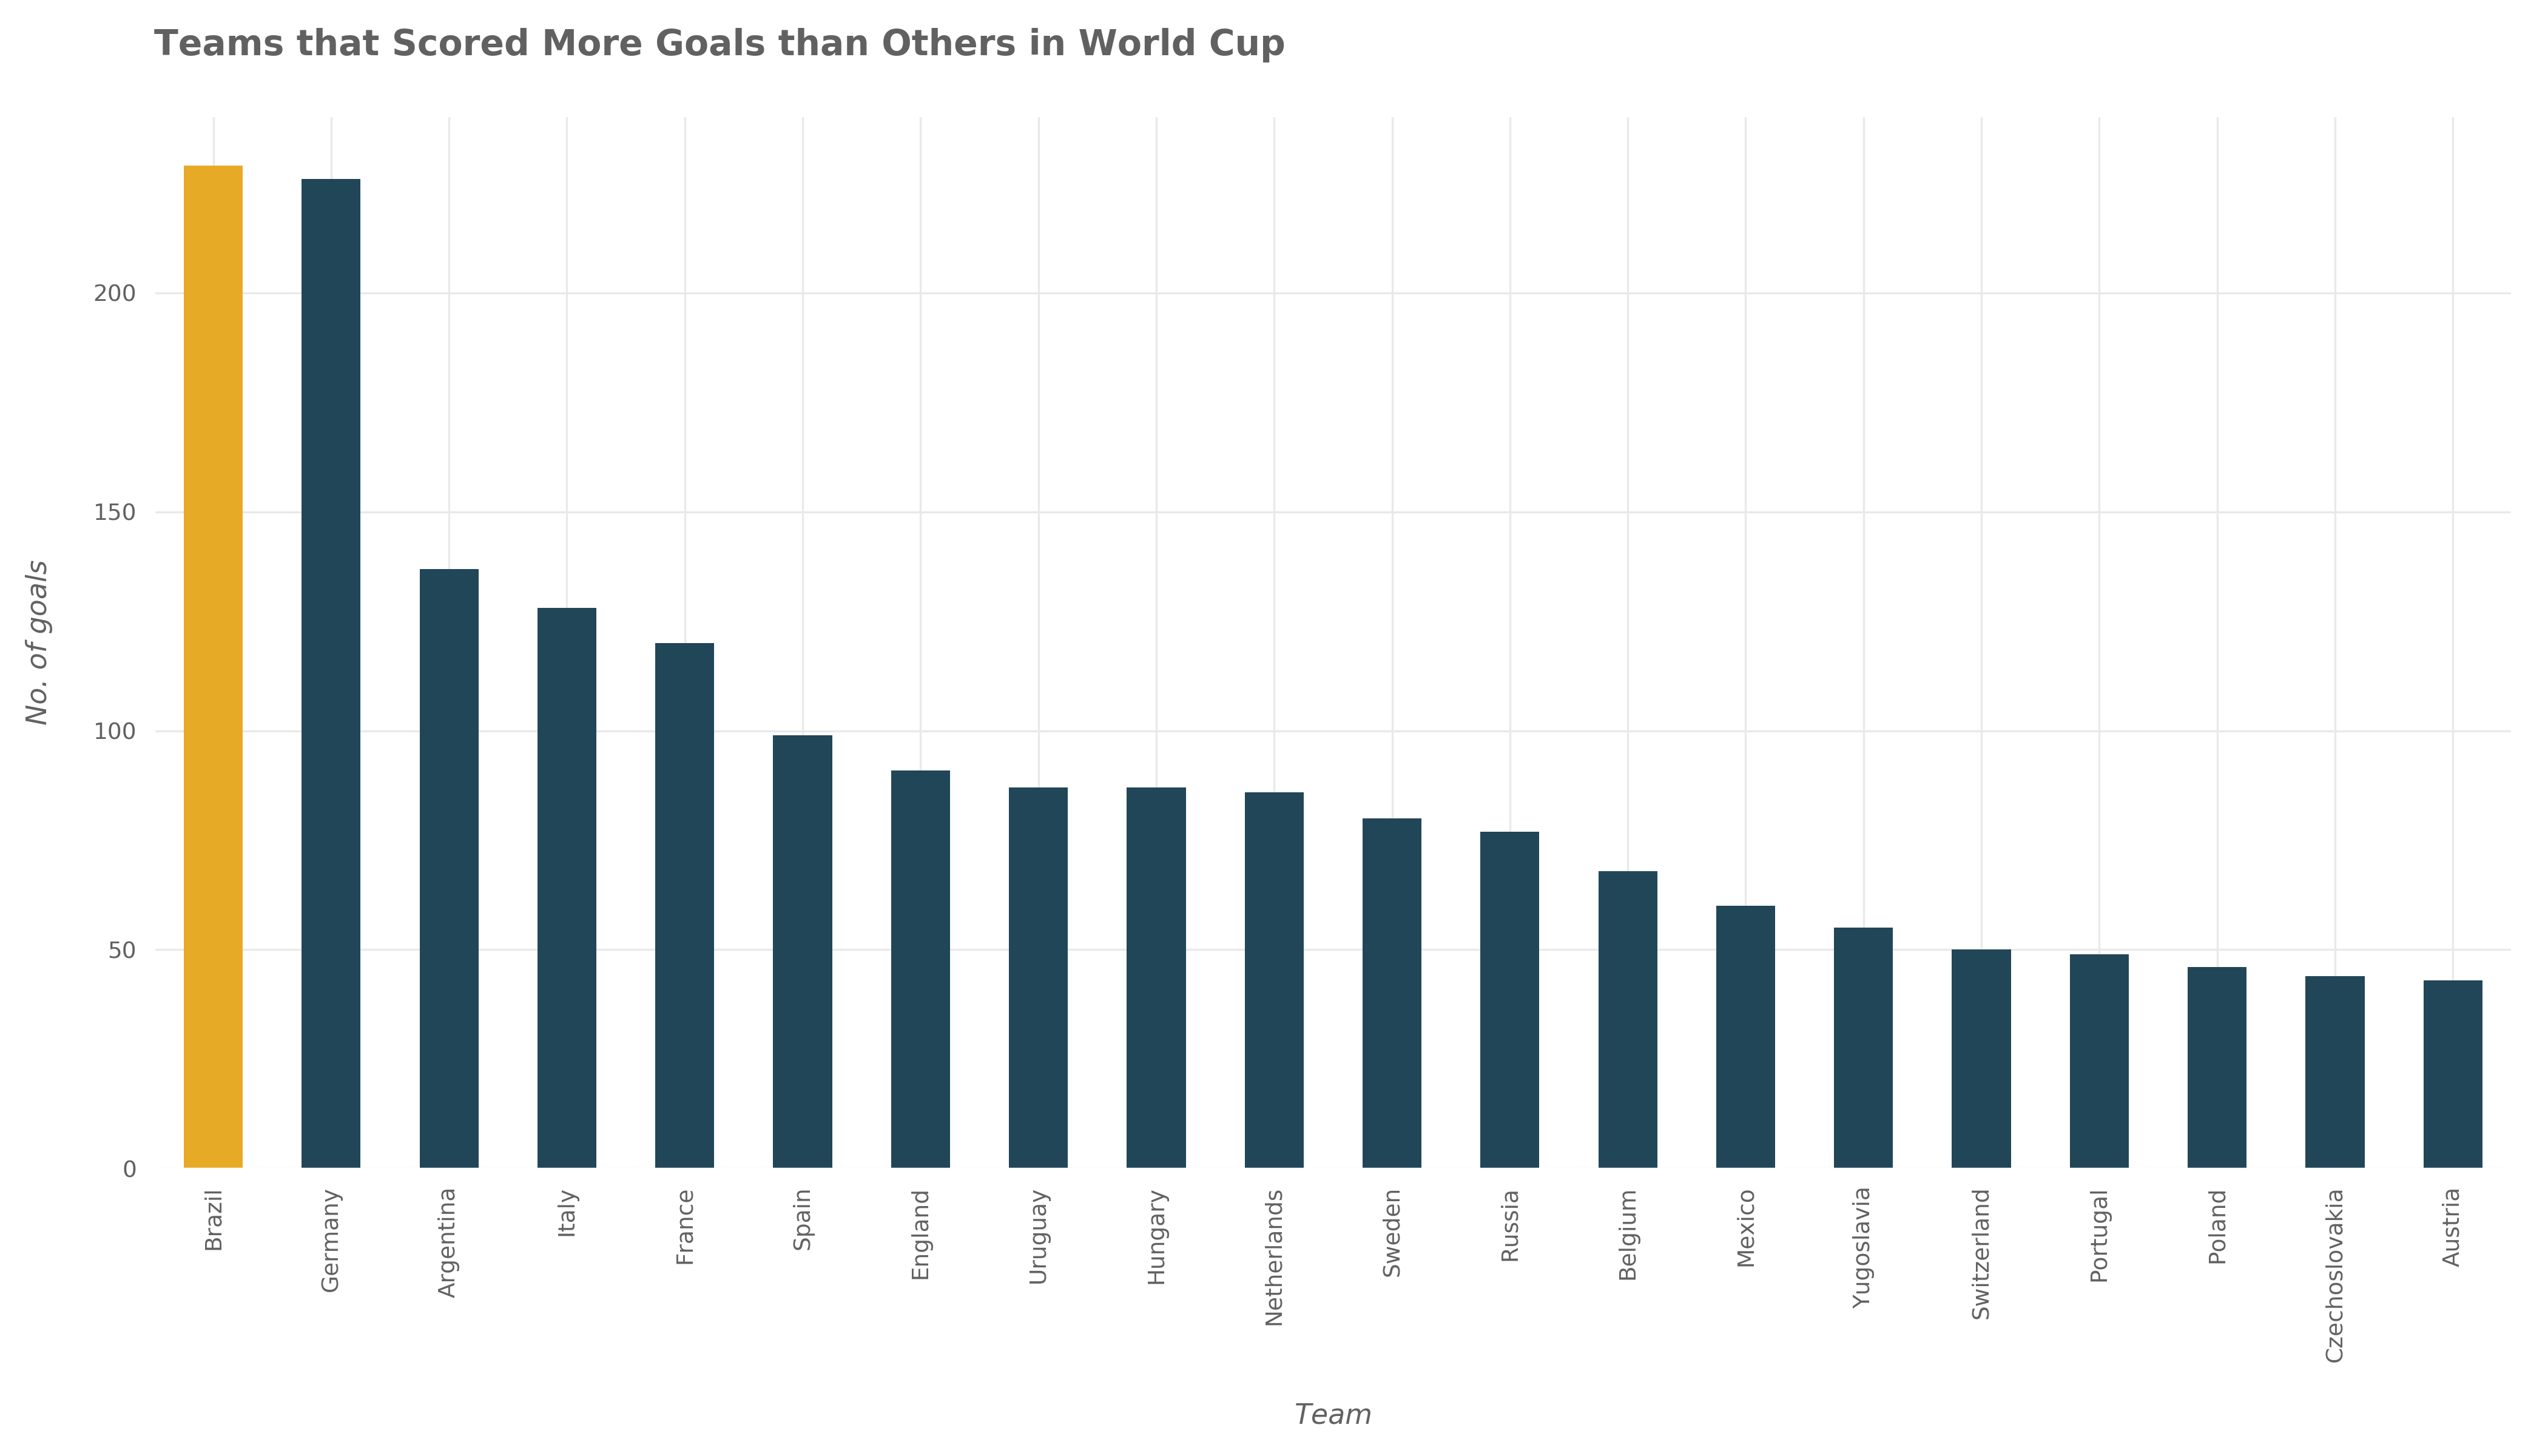 Teams that Scored More Goals than Others in World Cup
No. of goals
200
150
100
50
0
Brazil
Germany
Argentina
Italy
France
Spain
England
Uruguay
Hungary
Netherlands
Sweden
Russia
Belgium
Mexico
Yugoslavia
Switzerland
Portugal
Poland
Czechoslovakia
Austria
Team